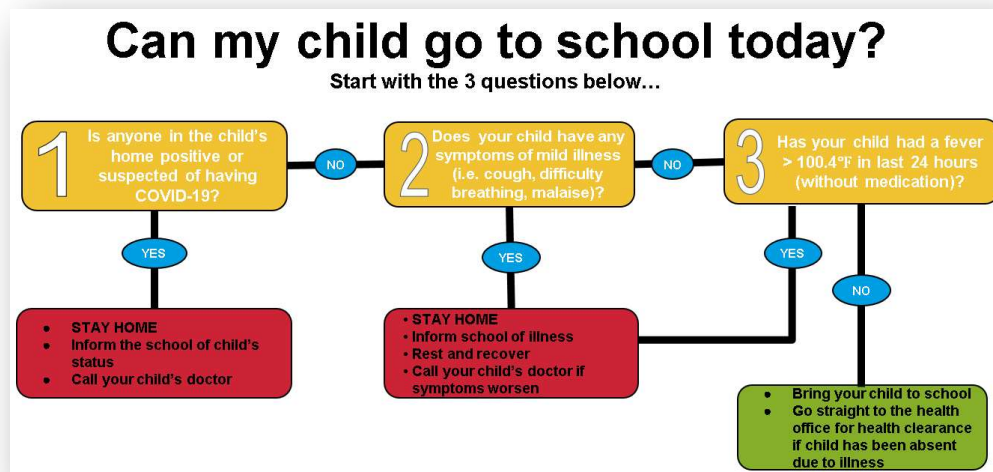 Can my child go to school today?
Start with the 3 questions below...
1
Is anyone in the child's
home positive or
suspected of having
COVID-19?
NO
2
Does your child have any
symptoms of mild illness
(i.e. cough, difficulty
breathing, malaise)?
NO
3
Has your child had a fever
> 100.4°F in last 24 hours
(without medication)?
YES
YES
YES
NO
• STAY HOME
• Inform the school of child's
status
• Call your child's doctor
• STAY HOME
• Inform school of illness
• Rest and recover
• Call your child's doctor if
symptoms worsen
• Bring your child to school
• Go straight to the health
office for health clearance
if child has been absent
due to illness